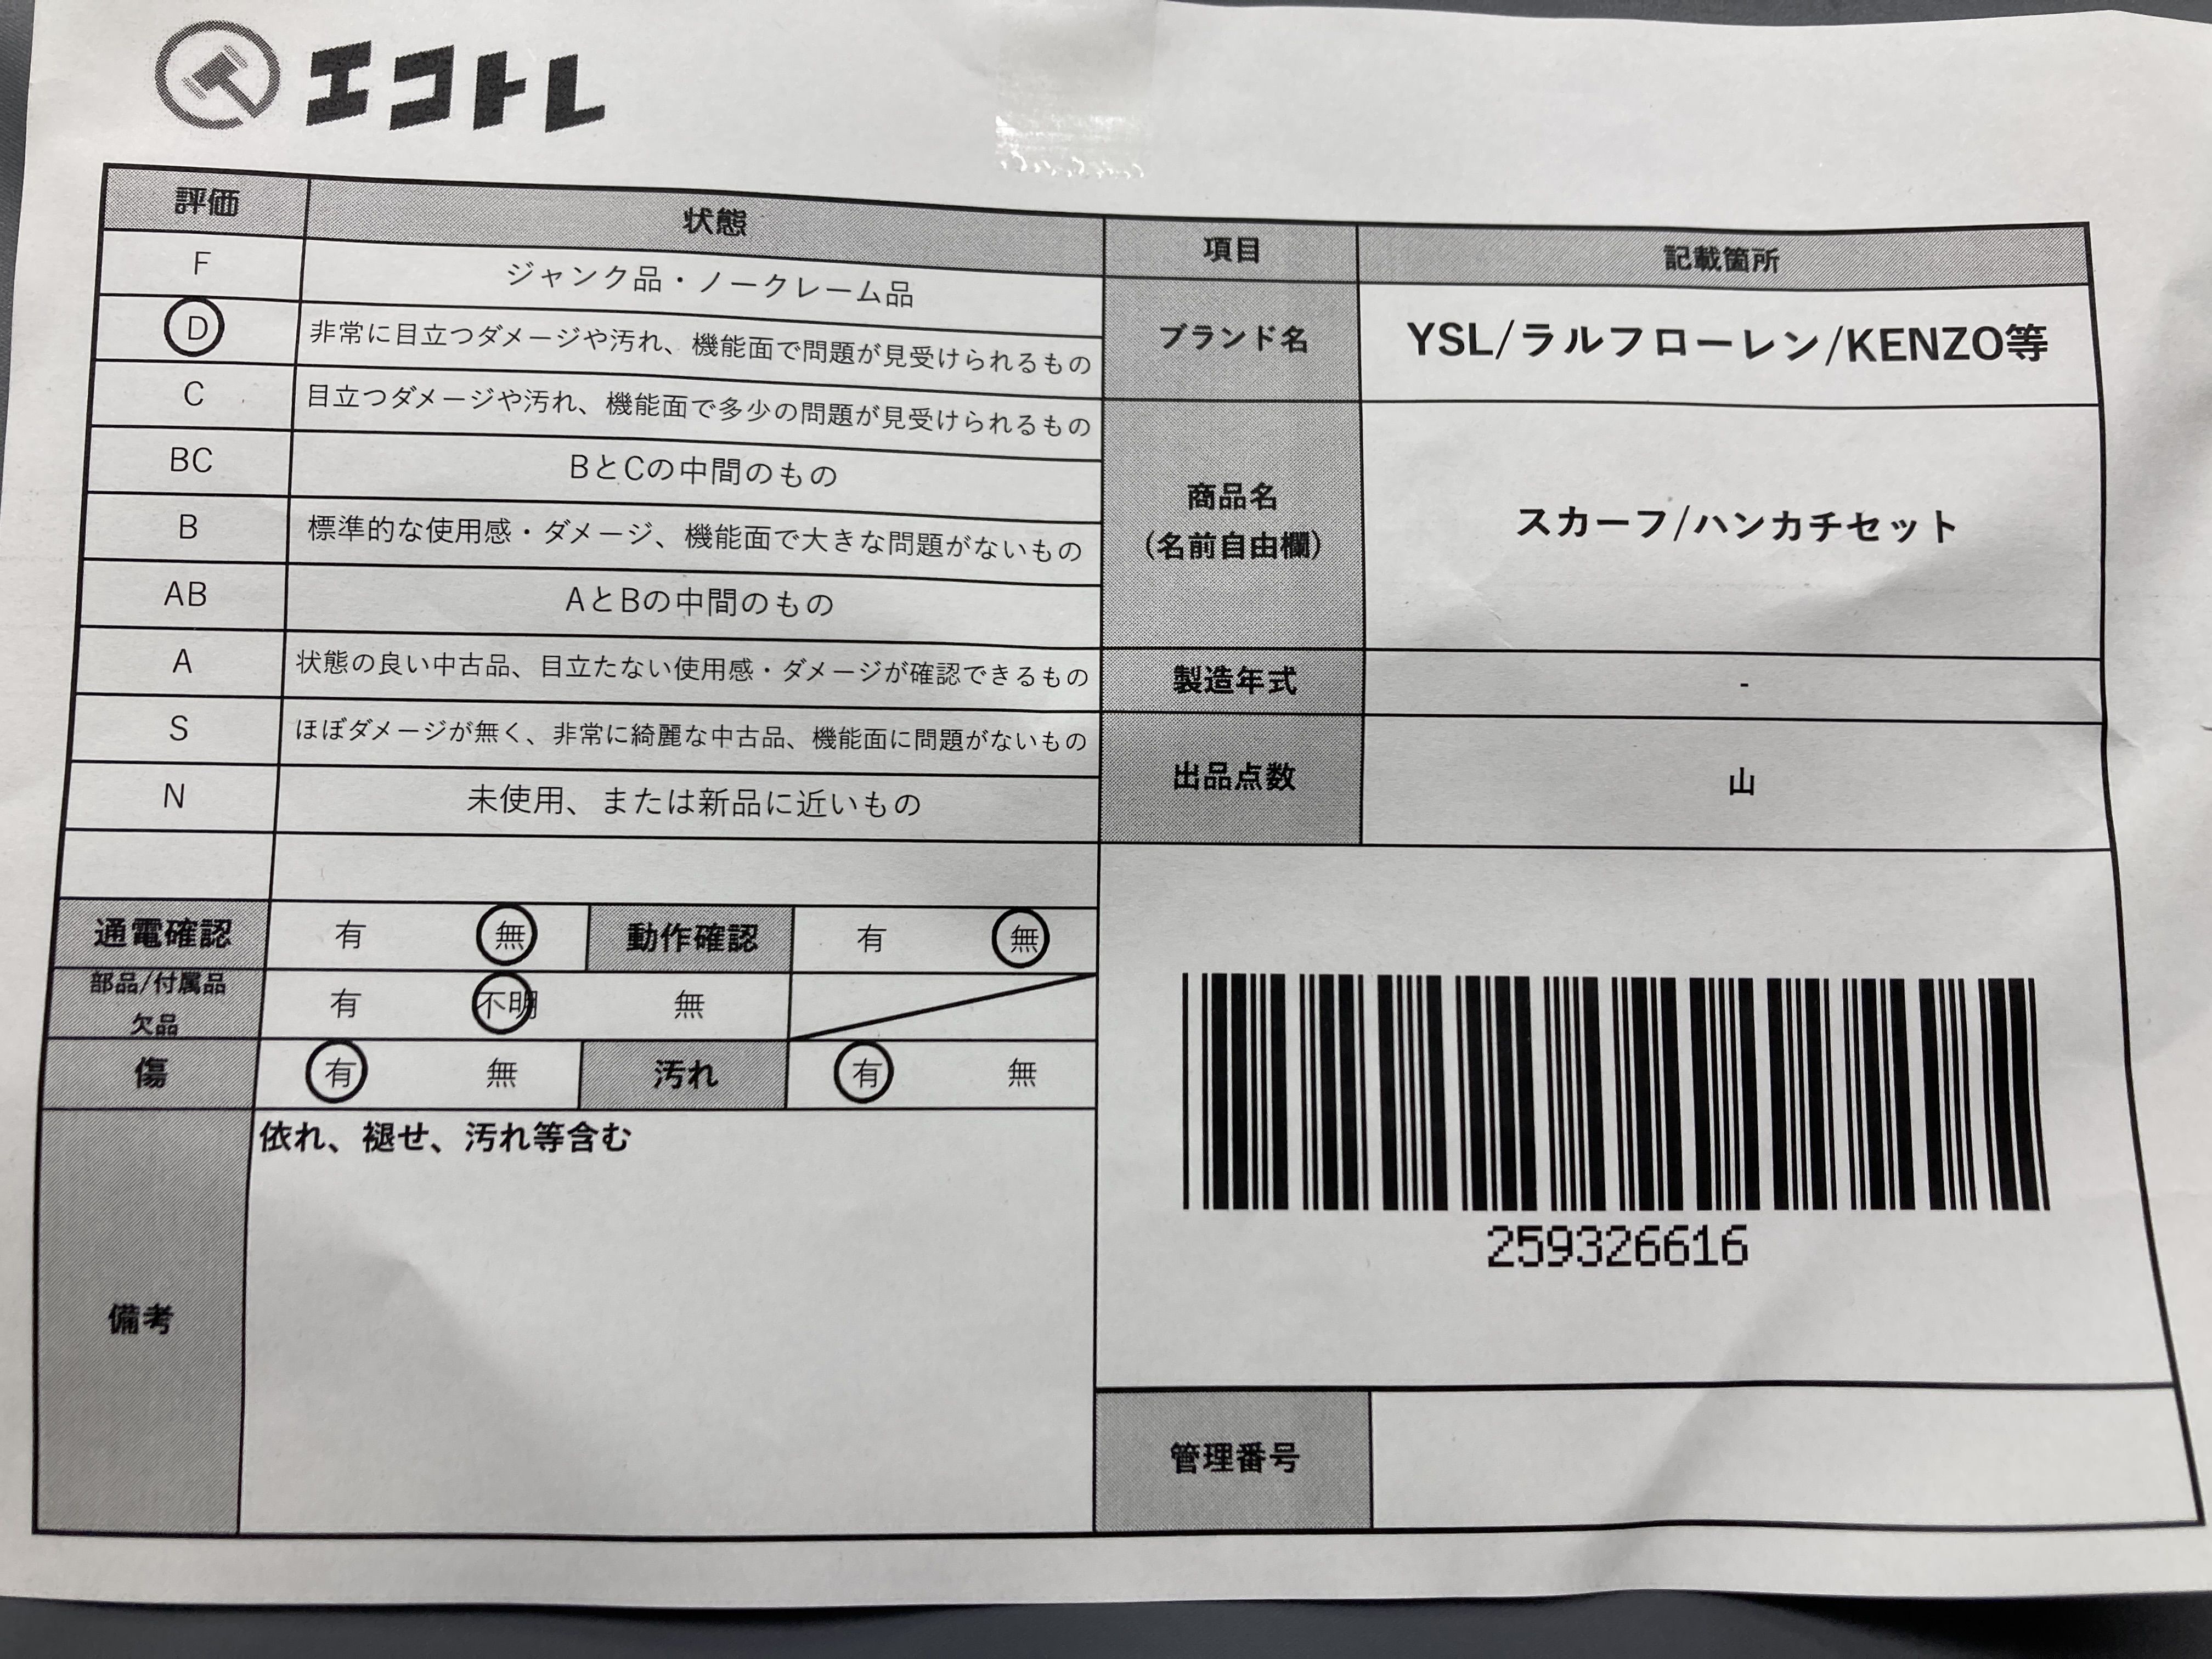 エコトレ
評価 状態
F ジャンク品・ノークレーム品
D 非常に目立つダメージや汚れ、機能面で問題が見受けられるもの
C 目立つダメージや汚れ、機能面で多少の問題が見受けられるもの
BC BとCの中間のもの
B 標準的な使用感・ダメージ、機能面で大きな問題がないもの
AB AとBの中間のもの
A 状態の良い中古品、目立たない使用感・ダメージが確認できるもの
S ほぼダメージが無く、非常に綺麗な中古品、機能面に問題がないもの
N 未使用、または新品に近いもの
通電確認 有 無 動作確認 有 無
部品/付属品
欠品
有 不明 無
傷 有 無 汚れ 有 無
備考
依れ、褪せ、汚れ等含む
項目 記載箇所
ブランド名 YSL/ラルフローレン/KENZO等
商品名
（名前自由欄）
スカーフ/ハンカチセット
製造年式 -
出品点数 山
259326616
管理番号